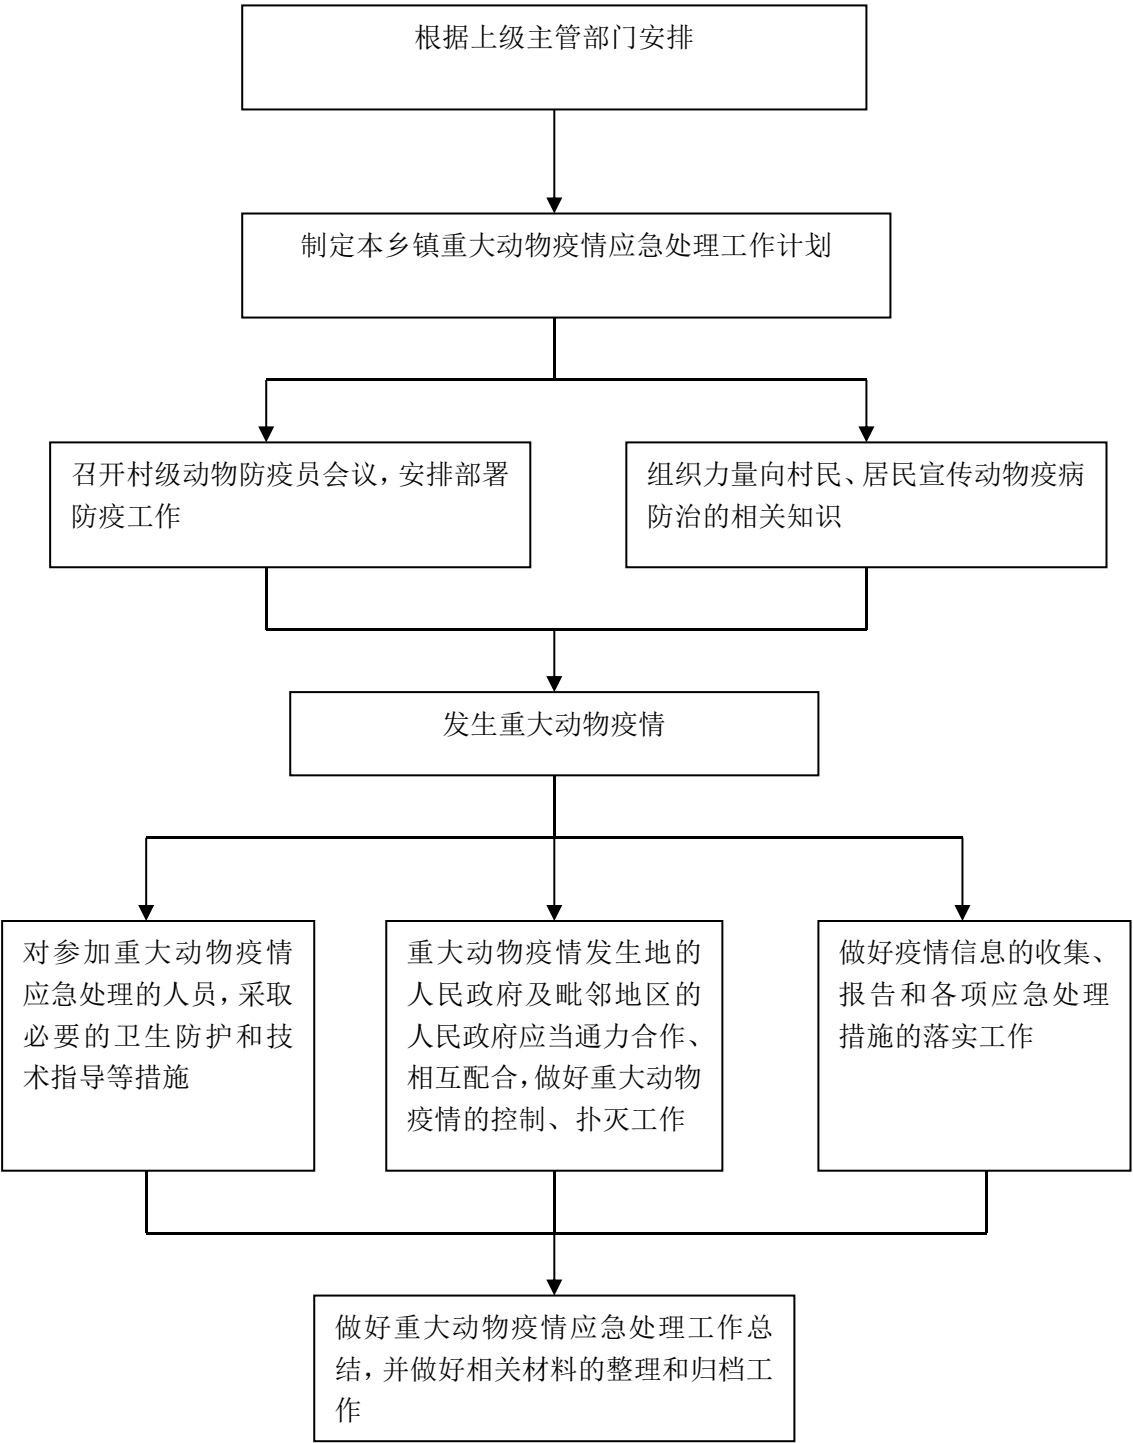 根据上级主管部门安排
制定本乡镇重大动物疫情应急处理工作计划
召开村级动物防疫员会议，安排部署
防疫工作
组织力量向村民、居民宣传动物疫病
防治的相关知识
发生重大动物疫情
对参加重大动物疫情
应急处理的人员，采取
必要的卫生防护和技
术指导等措施
重大动物疫情发生地的
人民政府及毗邻地区的
人民政府应当通力合作、
相互配合，做好重大动物
疫情的控制、扑灭工作
做好疫情信息的收集、
报告和各项应急处理
措施的落实工作
做好重大动物疫情应急处理工作总
结，并做好相关材料的整理和归档工
作